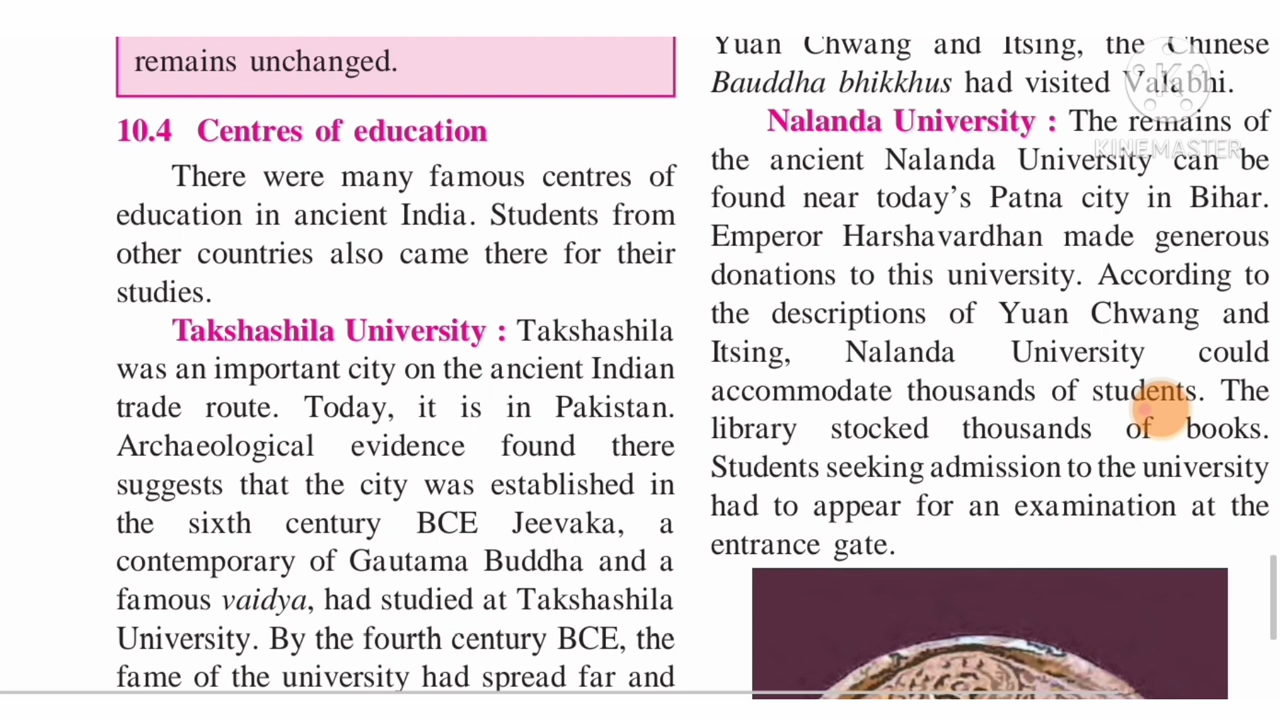 remains unchanged.
10.4 Centres of education
There were many famous centres of
education in ancient India. Students from
other countries also came there for their
studies.
Takshashila University : Takshashila
was an important city on the ancient Indian
trade route. Today, it is in Pakistan.
Archaeological evidence found there
suggests that the city was established in
the sixth century BCE Jeevaka, a
contemporary of Gautama Buddha and a
famous vaidya, had studied at Takshashila
University. By the fourth century BCE, the
fame of the university had spread far and
Yuan Chwang and Itsing, the Chinese
Bauddha bhikkhus had visited Valabhi.
Nalanda University : The remains of
the ancient Nalanda University can be
found near today's Patna city in Bihar.
Emperor Harshavardhan made generous
donations to this university. According to
the descriptions of Yuan Chwang and
Itsing, Nalanda University could
accommodate thousands of students. The
library stocked thousands of books.
Students seeking admission to the university
had to appear for an examination at the
entrance gate.
K
KINEMASTER